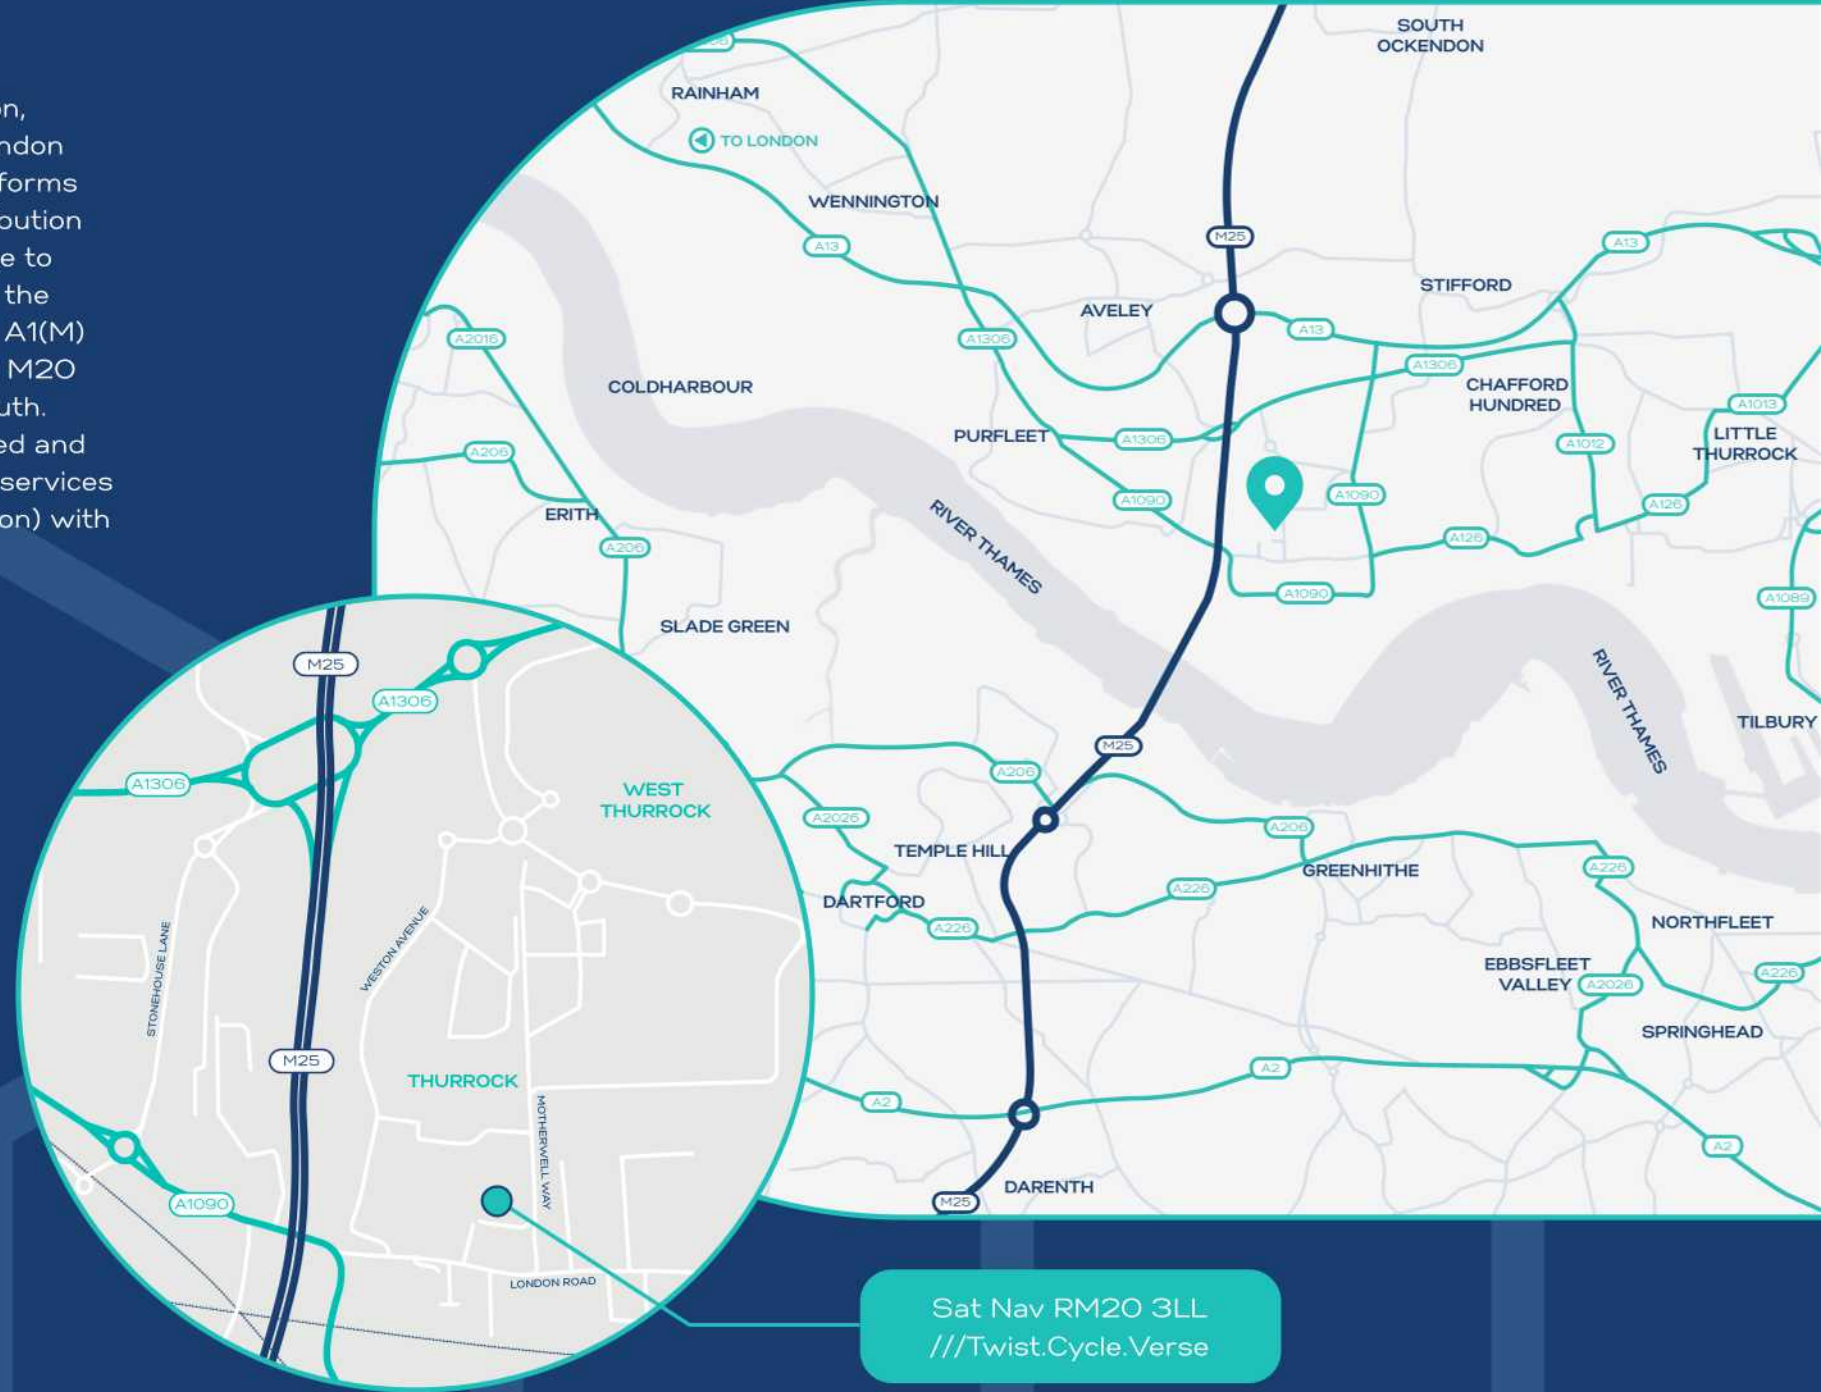 ndon
forms
e to
the
A1(M)
M20
ed and
services
with
SOUTH
OCKENDON
RAINHAM
TO LONDON
WENNINGTON
A13
M25
A13
STIFFORD
AVELEY
A13
A2016
A1306
A1306
COLDHARBOUR
CHAFFORD
HUNDRED
A1013
PURFLEET
A1306
A1012
LITTLE
THURROCK
A206
A1090
A1090
A126
ERITH
RIVER THAMES
A206
A126
A1090
A1089
SLADE GREEN
RIVER THAMES
TILBURY
M25
A206
A2026
A206
TEMPLE HILL
GREENHITHE
A226
A226
DARTFORD
A226
NORTHFLEET
EBBSFLEET
VALLEY
A2026
A226
SPRINGHEAD
A2
A2
A2
DARENTH
M25
M25
A1306
A1306
WEST
THURROCK
STONEHOUSE LANE
WESTON AVENUE
M25
THURROCK
MOTHERWELL WAY
A1090
LONDON ROAD
Sat Nav RM20 3LL
///Twist.Cycle.Verse